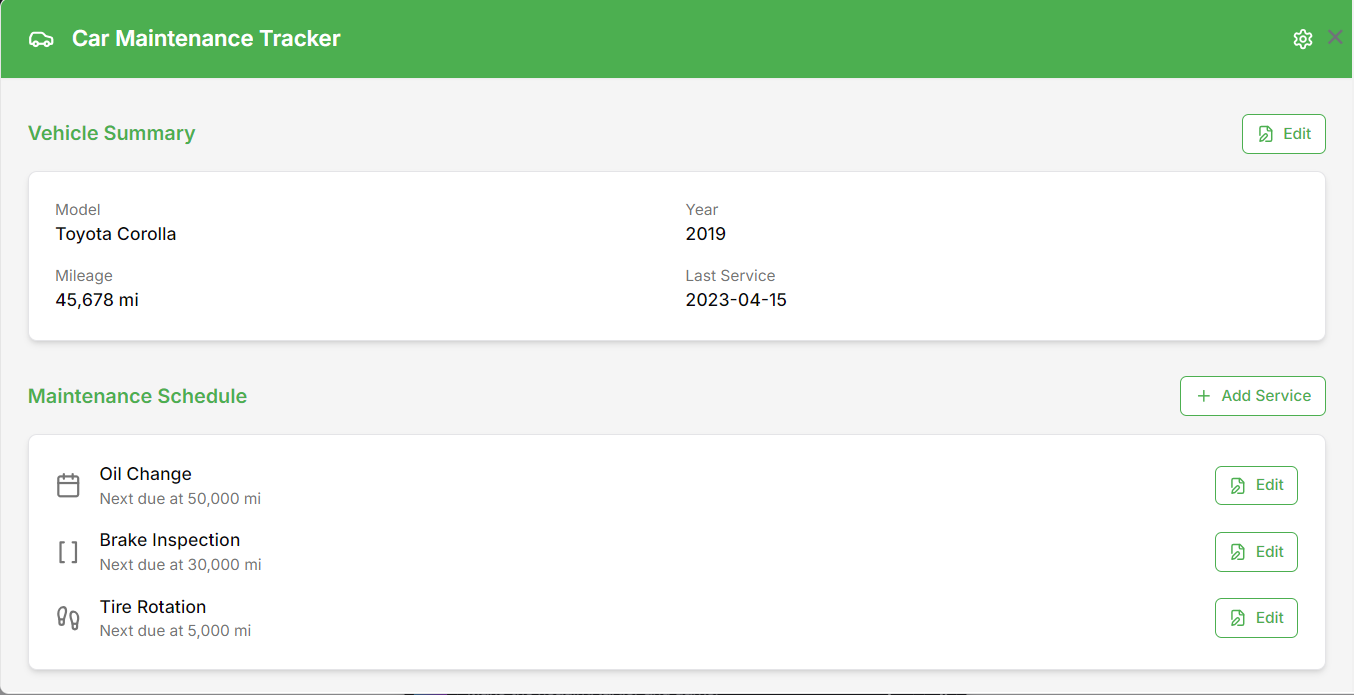 Car Maintenance Tracker
Vehicle Summary
Edit
Model
Toyota Corolla
Year
2019
Mileage
45,678 mi
Last Service
2023-04-15
Maintenance Schedule
Add Service
Oil Change
Next due at 50,000 mi
Edit
Brake Inspection
Next due at 30,000 mi
Edit
Tire Rotation
Next due at 5,000 mi
Edit